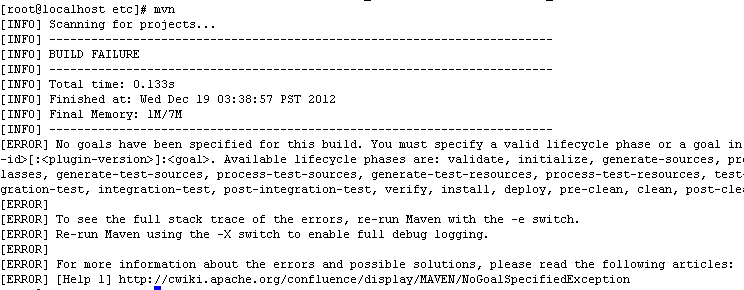 [root@localhost etc]# mvn
[INFO] Scanning for projects...
[INFO] ------------------------------------------------------------------------
[INFO] BUILD FAILURE
[INFO] ------------------------------------------------------------------------
[INFO] Total time: 0.133s
[INFO] Finished at: Wed Dec 19 03:38:57 PST 2012
[INFO] Final Memory: 1M/7M
[INFO] ------------------------------------------------------------------------
[ERROR] No goals have been specified for this build. You must specify a valid lifecycle phase or a goal in
-id>[:<plugin-version>]:<goal>. Available lifecycle phases are: validate, initialize, generate-sources, pro
lasses, generate-test-sources, process-test-sources, generate-test-resources, process-test-resources, test-
gration-test, integration-test, post-integration-test, verify, install, deploy, pre-clean, clean, post-cle
[ERROR]
[ERROR] To see the full stack trace of the errors, re-run Maven with the -e switch.
[ERROR] Re-run Maven using the -X switch to enable full debug logging.
[ERROR]
[ERROR] For more information about the errors and possible solutions, please read the following articles:
[ERROR] [Help 1] http://cwiki.apache.org/confluence/display/MAVEN/NoGoalSpecifiedException